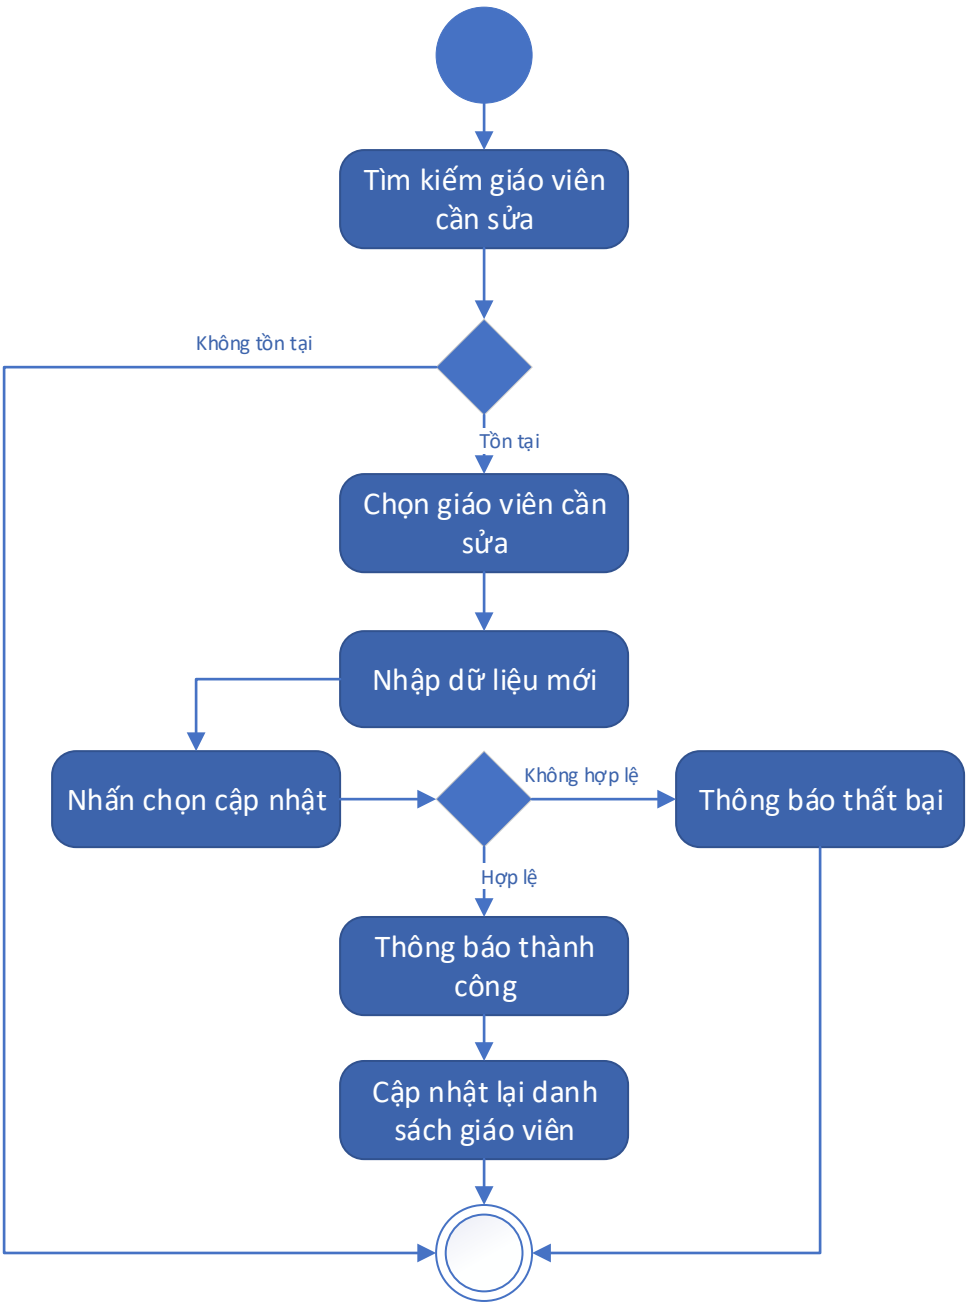 Tìm kiếm giáo viên
cần sửa
Không tồn tại
Tồn tại
Chọn giáo viên cần
sửa
Nhập dữ liệu mới
Nhấn chọn cập nhật
Không hợp lệ
Thông báo thất bại
Hợp lệ
Thông báo thành
công
Cập nhật lại danh
sách giáo viên